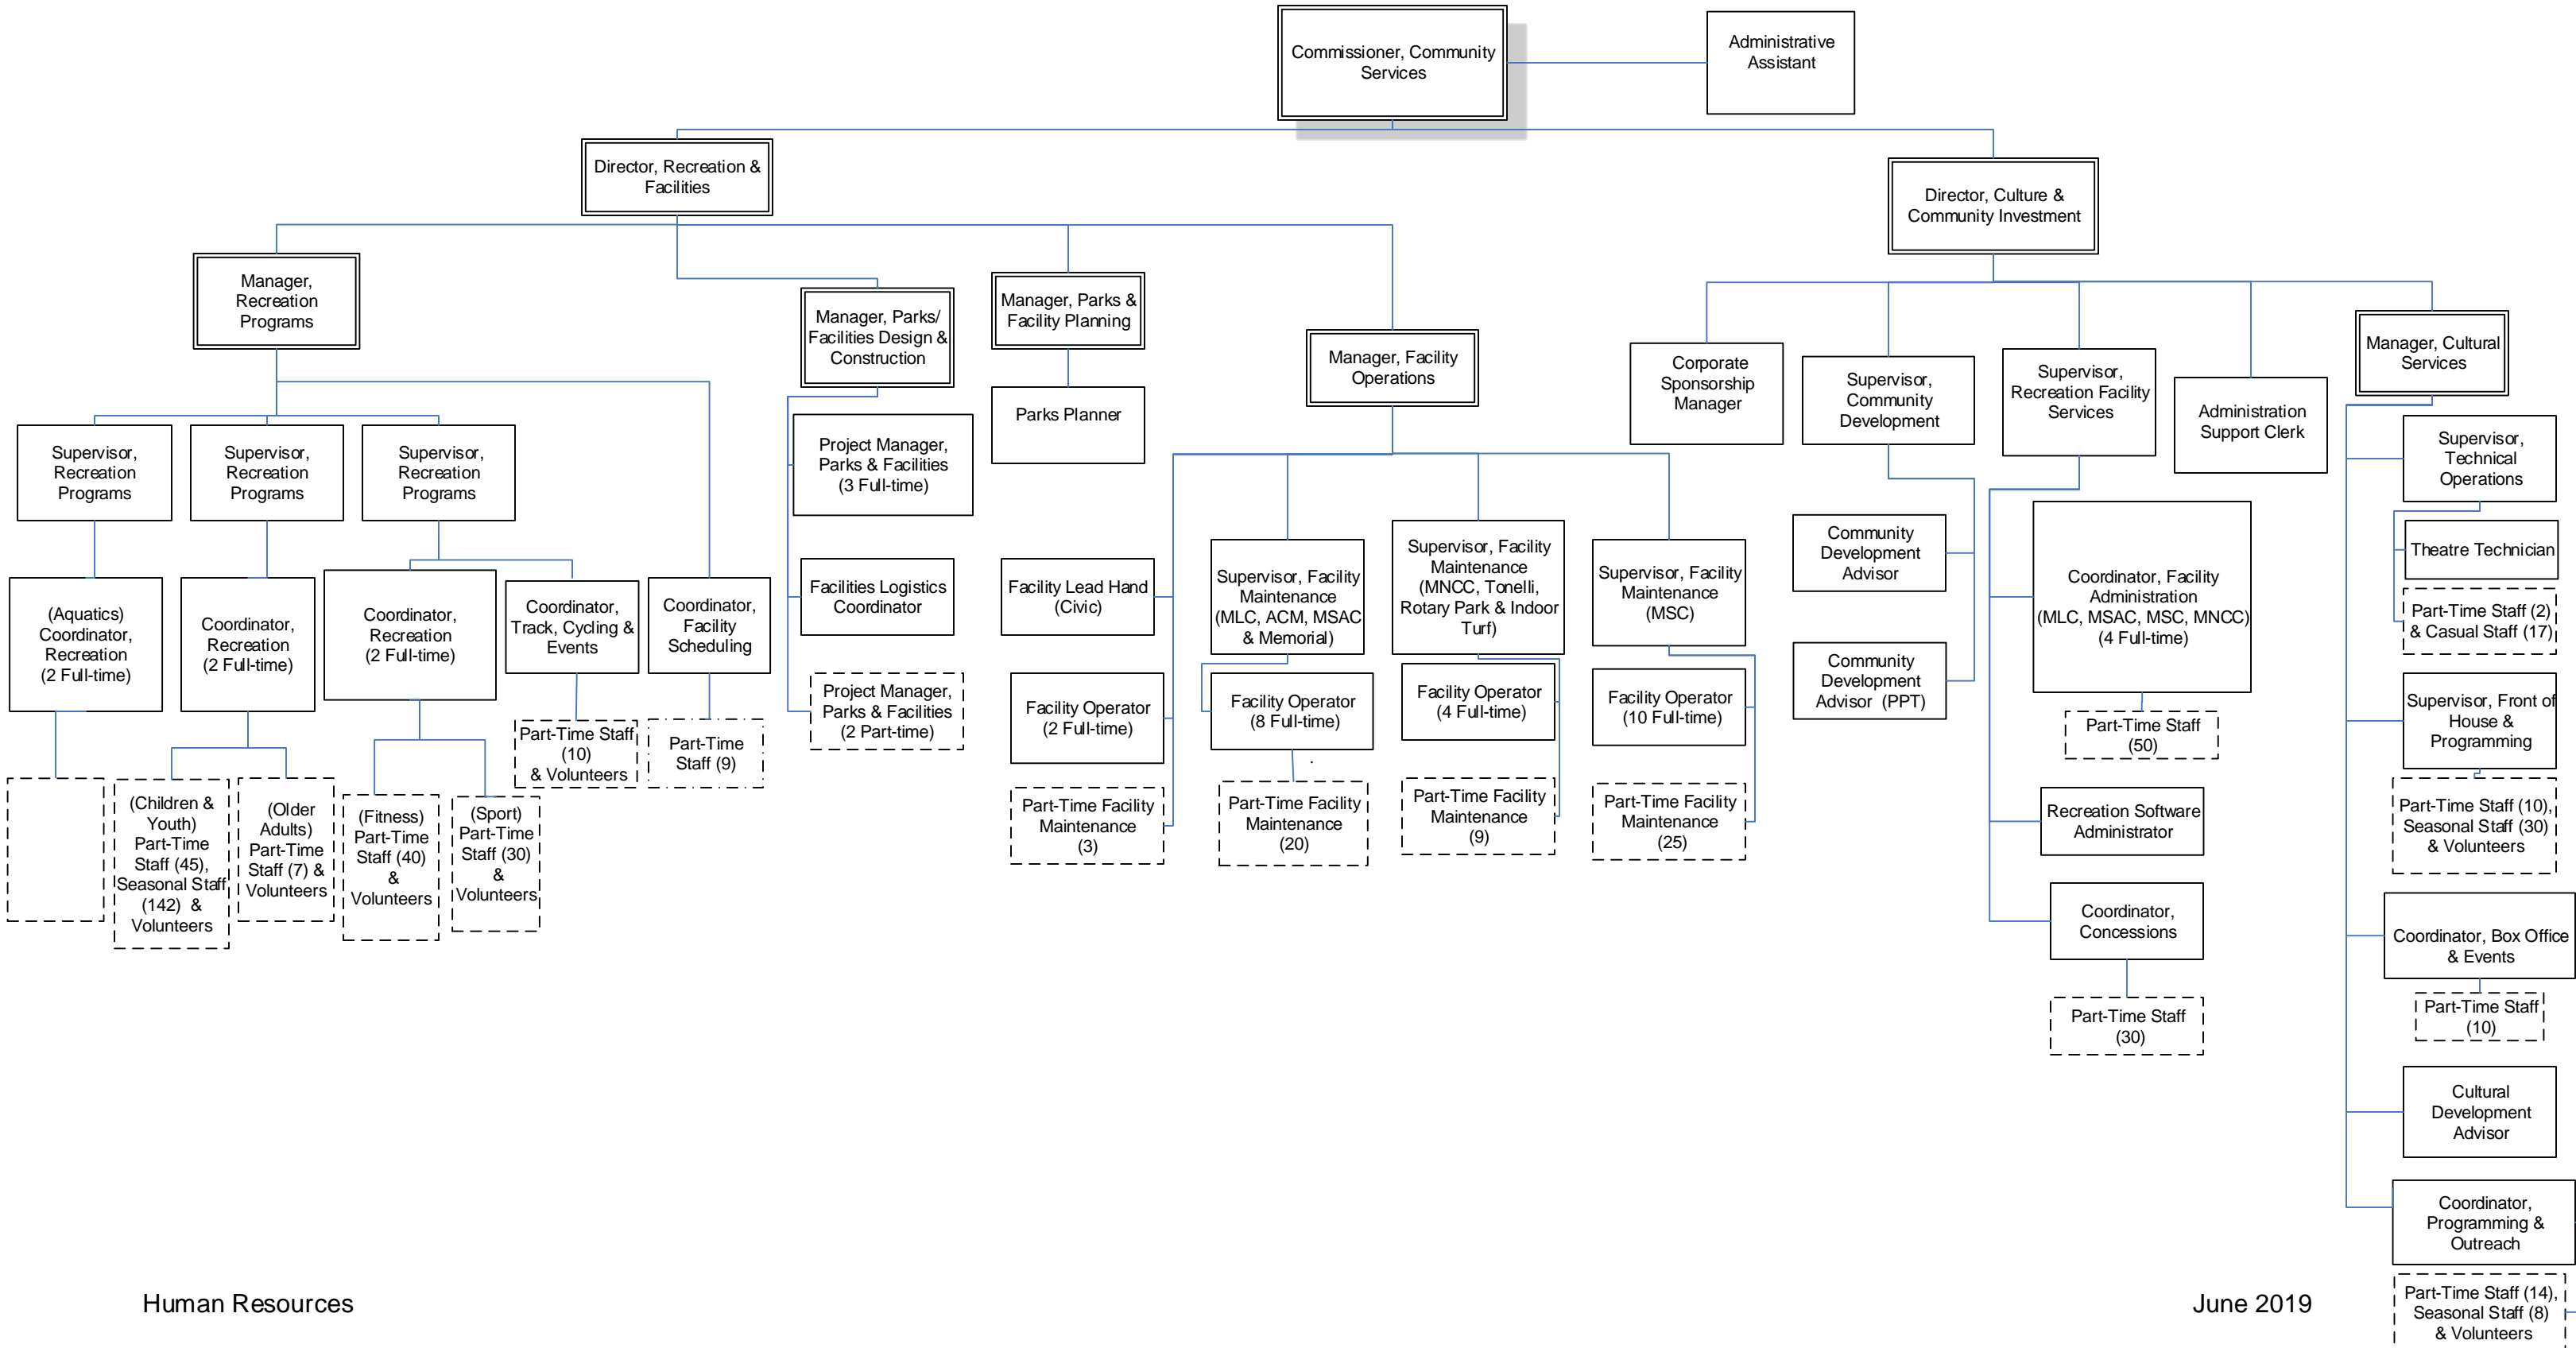 Commissioner, Community
Services
Administrative
Assistant
Director, Recreation &
Facilities
Director, Culture &
Community Investment
Manager,
Recreation
Programs
Manager, Parks/
Facilities Design &
Construction
Manager, Parks &
Facility Planning
Manager, Facility
Operations
Corporate
Sponsorship
Manager
Supervisor,
Community
Development
Supervisor,
Recreation Facility
Services
Administration
Support Clerk
Manager, Cultural
Services
Supervisor,
Recreation
Programs
Supervisor,
Recreation
Programs
Supervisor,
Recreation
Programs
Project Manager,
Parks & Facilities
(3 Full-time)
Parks Planner
Supervisor,
Technical
Operations
(Aquatics)
Coordinator,
Recreation
(2 Full-time)
Coordinator,
Recreation
(2 Full-time)
Coordinator,
Recreation
(2 Full-time)
Coordinator,
Track, Cycling &
Events
Coordinator,
Facility
Scheduling
Facilities Logistics
Coordinator
Facility Lead Hand
(Civic)
Supervisor, Facility
Maintenance
(MLC, ACM, MSAC
& Memorial)
Supervisor, Facility
Maintenance
(MNCC, Tonelli,
Rotary Park & Indoor
Turf)
Supervisor, Facility
Maintenance
(MSC)
Community
Development
Advisor
Coordinator, Facility
Administration
(MLC, MSAC, MSC, MNCC)
(4 Full-time)
Theatre Technician
Part-Time Staff (2)
& Casual Staff (17)
Project Manager,
Parks & Facilities
(2 Part-time)
Facility Operator
(2 Full-time)
Facility Operator
(8 Full-time)
Facility Operator
(4 Full-time)
Facility Operator
(10 Full-time)
Community
Development
Advisor (PPT)
Part-Time Staff
(50)
Supervisor, Front of
House &
Programming
Part-Time Staff
(10)
& Volunteers
Part-Time
Staff (9)
(Children &
Youth)
Part-Time
Staff (45),
Seasonal Staff
(142) &
Volunteers
(Older
Adults)
Part-Time
Staff (7) &
Volunteers
(Fitness)
Part-Time
Staff (40)
&
Volunteers
(Sport)
Part-Time
Staff (30)
&
Volunteers
Part-Time Facility
Maintenance
(3)
Part-Time Facility
Maintenance
(20)
Part-Time Facility
Maintenance
(9)
Part-Time Facility
Maintenance
(25)
Recreation Software
Administrator
Part-Time Staff (10),
Seasonal Staff (30)
& Volunteers
Coordinator,
Concessions
Coordinator, Box Office
& Events
Part-Time Staff
(30)
Part-Time Staff
(10)
Cultural
Development
Advisor
Coordinator,
Programming &
Outreach
Part-Time Staff (14),
Seasonal Staff (8)
& Volunteers
Human Resources
June 2019